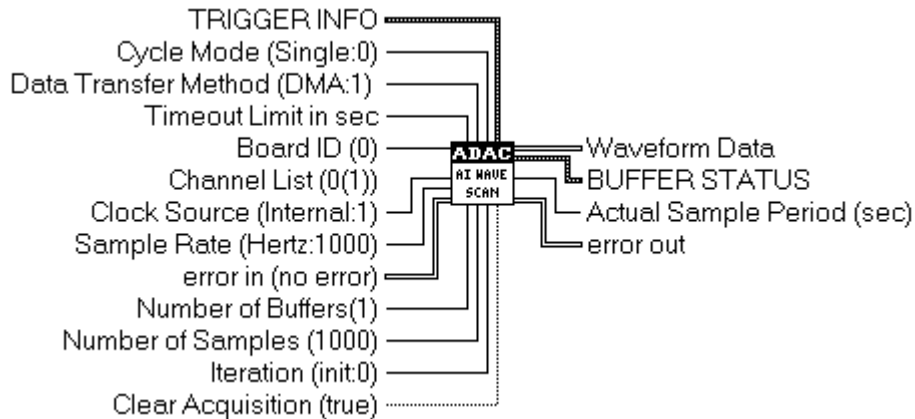 TRIGGER INFO
Cycle Mode (Single:0)
Data Transfer Method (DMA:1)
Timeout Limit in sec
Board ID (0)
Channel List (0(1))
Clock Source (Internal:1)
Sample Rate (Hertz:1000)
error in (no error)
Number of Buffers(1)
Number of Samples (1000)
Iteration (init:0)
Clear Acquisition (true)
ADAC
AI WAVE
SCAN
Waveform Data
BUFFER STATUS
Actual Sample Period (sec)
error out